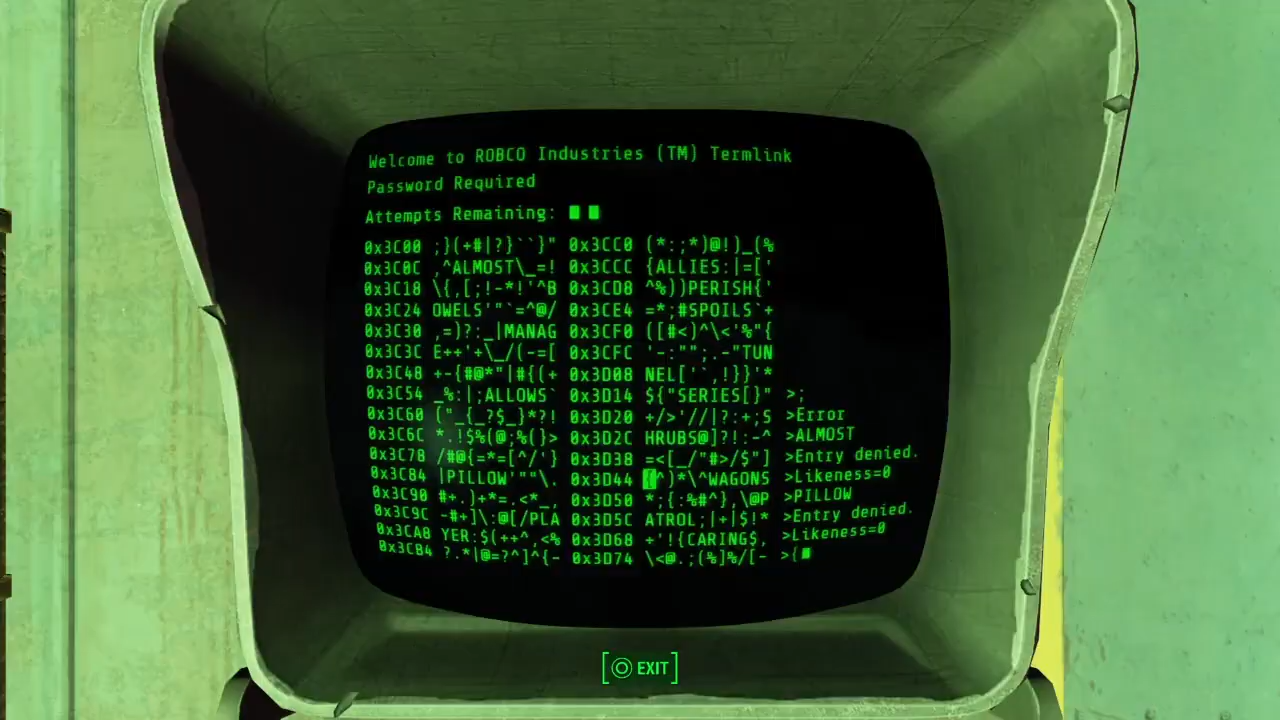 Welcome to ROBCO Industries (TM) Termlink
Password Required
Attempts Remaining: ■ ■
0x3C00 ;}(+#|?}``}" 0x3CC0 (*:;*)@!)_(%
0x3C0C ,^ALMOST\_=! 0x3CCC {ALLIES:|=['
0x3C18 \{,[;!-*!'^B 0x3CD8 ^%))PERISH{'
0x3C24 OWELS'"`=^@/ 0x3CE4 =*;#SPOILS`+
0x3C30 ,=)?:_|MANAG 0x3CF0 ([#<)^\<'%"{
0x3C3C E++'+\_/(-=[ 0x3CFC '-:"";.-"TUN
0x3C48 +-{#@*"|#{(+ 0x3D08 NEL['`,!}}'*
0x3C54 _%:|;ALLOWS` 0x3D14 ${"SERIES[}" >;
0x3C60 ("_{_?$_}*?! 0x3D20 +/>'//|?:+;S >Error
0x3C6C *.!$%(@;%(}> 0x3D2C HRUBS@]?!:-^ >ALMOST
0x3C78 /#@{=*=[^/'} 0x3D38 =<[_/"#>/$"] >Entry denied.
0x3C84 |PILLOW'""\. 0x3D44 {^)*\^WAGONS >Likeness=0
0x3C90 #+.)+*=.<*_, 0x3D50 *;{:%#^},\@P >PILLOW
0x3C9C -#+]\:@[/PLA 0x3D5C ATROL;|+|$!* >Entry denied.
0x3CA8 YER:$(++^,<% 0x3D68 +'!{CARING$, >Likeness=0
0x3CB4 ?.*|@=?^]^{- 0x3D74 \<@.;(%]%/[- >{■
[◎ EXIT]